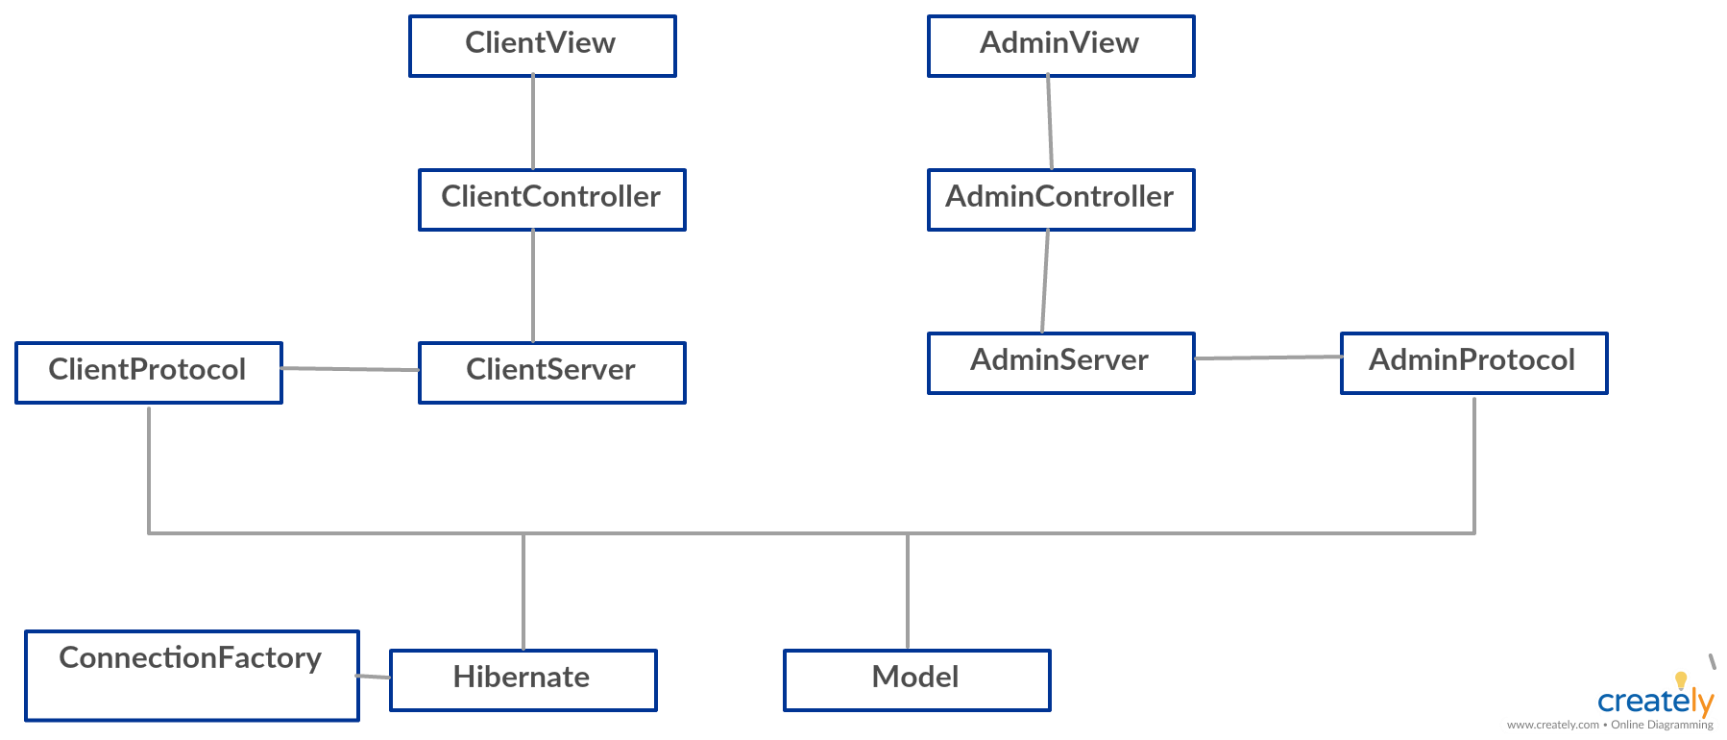 ClientView
AdminView
ClientController
AdminController
ClientProtocol
ClientServer
AdminServer
AdminProtocol
ConnectionFactory
Hibernate
Model
creately
www.creately.com • Online Diagramming